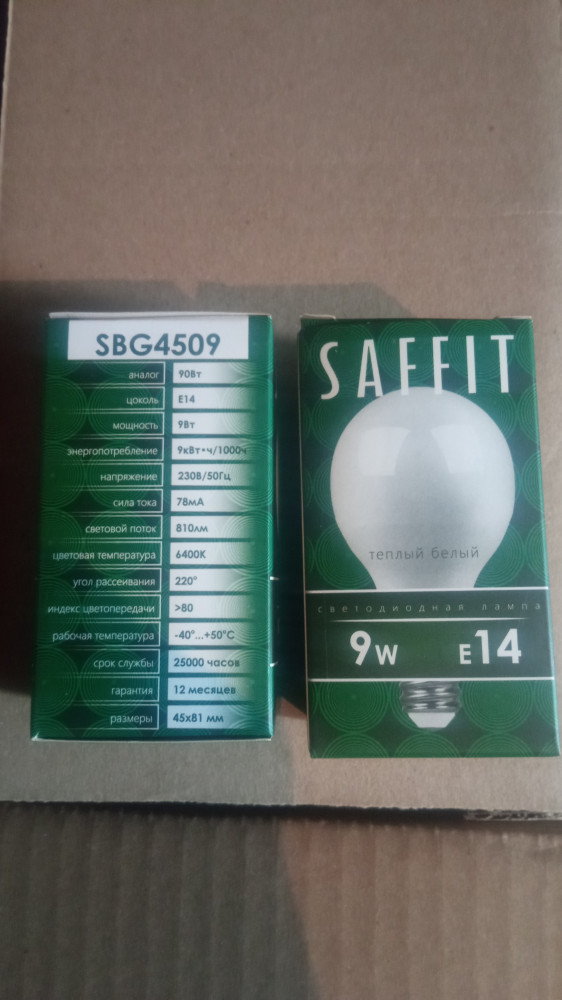 SBG4509
аналог 90Вт
цоколь E14
мощность 9Вт
энергопотребление 9кВт•ч/1000ч
напряжение 230В/50Гц
сила тока 78мА
световой поток 810лм
цветовая температура 6400К
угол рассеивания 220°
индекс цветопередачи >80
рабочая температура -40°...+50°С
срок службы 25000 часов
гарантия 12 месяцев
размеры 45х81 мм
SAFFIT
теплый белый
светодиодная лампа
9W E14